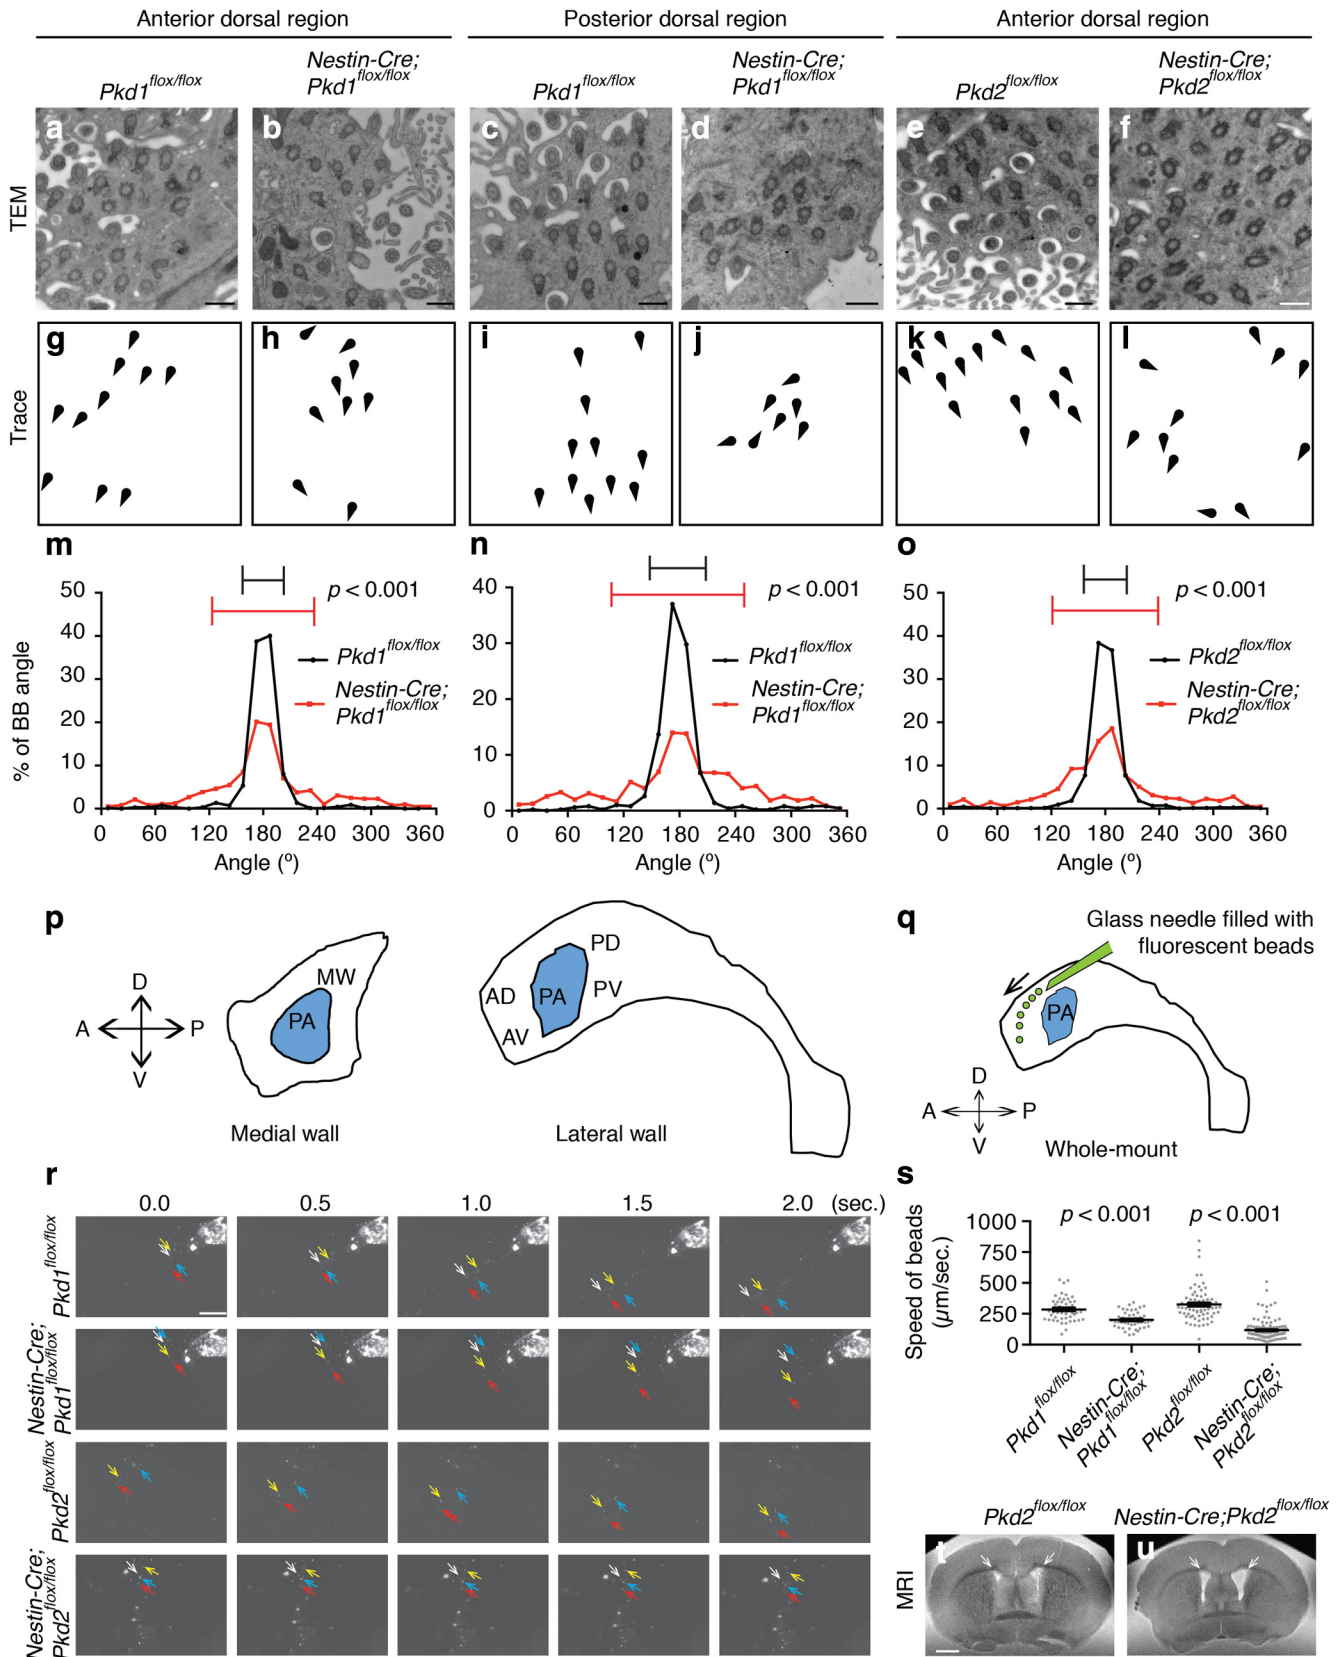 Anterior dorsal region Posterior dorsal region Anterior dorsal region
Pkd1flox/flox Nestin-Cre; Pkd1flox/flox Pkd1flox/flox Nestin-Cre; Pkd1flox/flox Pkd2flox/flox Nestin-Cre; Pkd2flox/flox
TEM
a b c d e f
Trace
g h i j k l
m
% of BB angle
50
40
30
20
10
0
0 60 120 180 240 300 360
Angle (º)
p < 0.001
Pkd1flox/flox
Nestin-Cre;
Pkd1flox/flox
n
40
30
20
10
0
0 60 120 180 240 300 360
Angle (º)
p < 0.001
Pkd1flox/flox
Nestin-Cre;
Pkd1flox/flox
o
50
40
30
20
10
0
0 60 120 180 240 300 360
Angle (º)
p < 0.001
Pkd2flox/flox
Nestin-Cre;
Pkd2flox/flox
p
D
A P
V
MW
PA
Medial wall
PD
AD PA PV
AV
Lateral wall
q
Glass needle filled with
fluorescent beads
PA
D
A P
V
Whole-mount
r
0.0 0.5 1.0 1.5 2.0 (sec.)
Pkd1flox/flox
Nestin-Cre;
Pkd1flox/flox
Pkd2flox/flox
Nestin-Cre;
Pkd2flox/flox
s
Speed of beads
(µm/sec.)
1000
750
500
250
0
p < 0.001 p < 0.001
Pkd1flox/flox
Nestin-Cre;
Pkd1flox/flox
Pkd2flox/flox
Nestin-Cre;
Pkd2flox/flox
Pkd2flox/flox Nestin-Cre;Pkd2flox/flox
MRI
t u